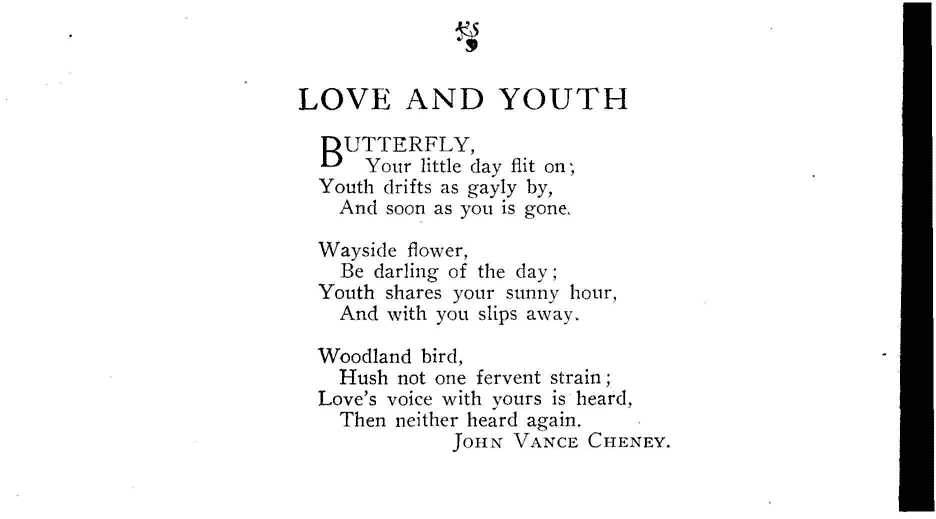 LOVE AND YOUTH
BUTTERFLY,
Your little day flit on;
Youth drifts as gayly by,
And soon as you is gone.
Wayside flower,
Be darling of the day;
Youth shares your sunny hour,
And with you slips away.
Woodland bird,
Hush not one fervent strain;
Love's voice with yours is heard,
Then neither heard again.
JOHN VANCE CHENEY.